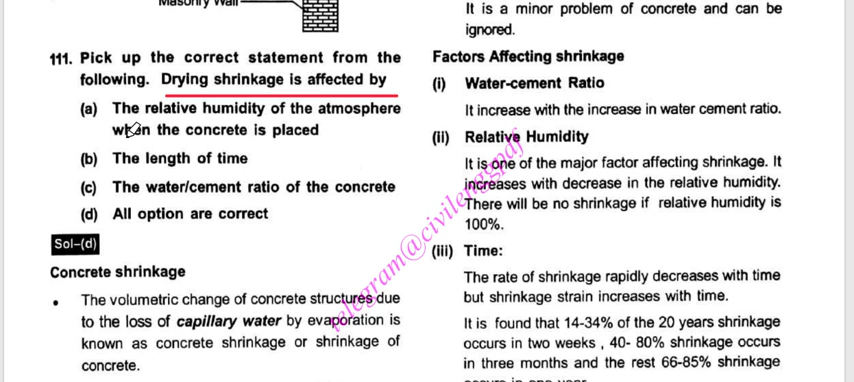 Masonry Wall
111. Pick up the correct statement from the
following. Drying shrinkage is affected by
(a) The relative humidity of the atmosphere
when the concrete is placed
(b) The length of time
(c) The water/cement ratio of the concrete
(d) All option are correct
Sol–(d)
Concrete shrinkage
• The volumetric change of concrete structures due
to the loss of capillary water by evaporation is
known as concrete shrinkage or shrinkage of
concrete.
It is a minor problem of concrete and can be
ignored.
Factors Affecting shrinkage
(i) Water-cement Ratio
It increase with the increase in water cement ratio.
(ii) Relative Humidity
It is one of the major factor affecting shrinkage. It
increases with decrease in the relative humidity.
There will be no shrinkage if relative humidity is
100%.
(iii) Time:
The rate of shrinkage rapidly decreases with time
but shrinkage strain increases with time.
It is found that 14-34% of the 20 years shrinkage
occurs in two weeks , 40- 80% shrinkage occurs
in three months and the rest 66-85% shrinkage
occurs in one year.
telegram@civilenggpdf